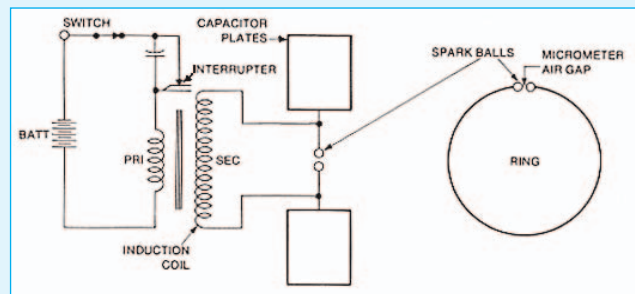 SWITCH
CAPACITOR
PLATES
INTERRUPTER
SPARK BALLS
MICROMETER
AIR GAP
BATT
PRI
SEC
RING
INDUCTION
COIL